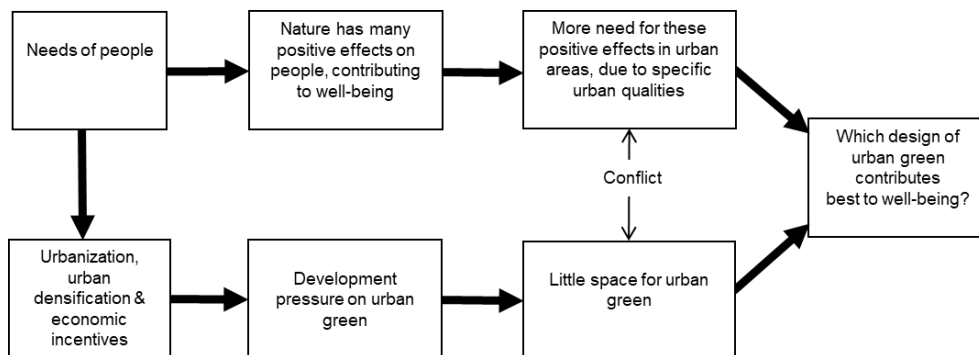 Needs of people
Nature has many
positive effects on
people, contributing
to well-being
More need for these
positive effects in urban
areas, due to specific
urban qualities
Which design of
urban green
contributes
best to well-being?
Conflict
Urbanization,
urban
densification &
economic
incentives
Development
pressure on urban
green
Little space for urban
green